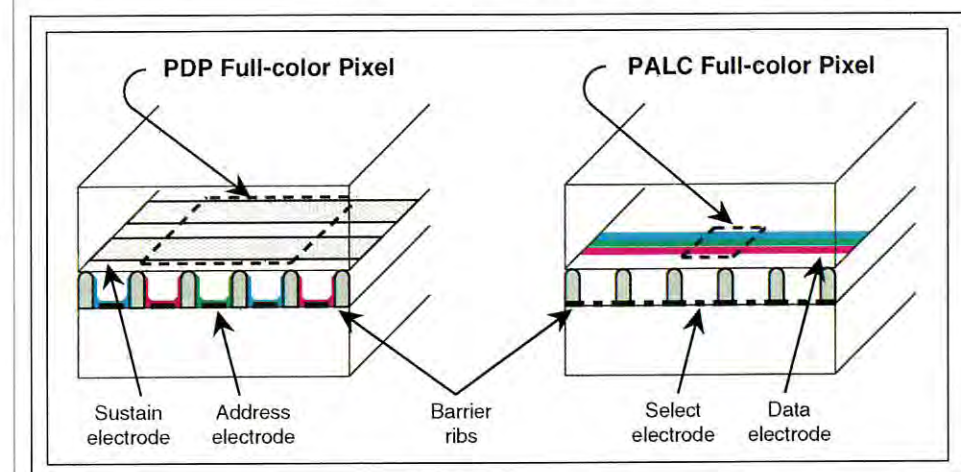 PDP Full-color Pixel
PALC Full-color Pixel
Sustain
electrode
Address
electrode
Barrier
ribs
Select
electrode
Data
electrode